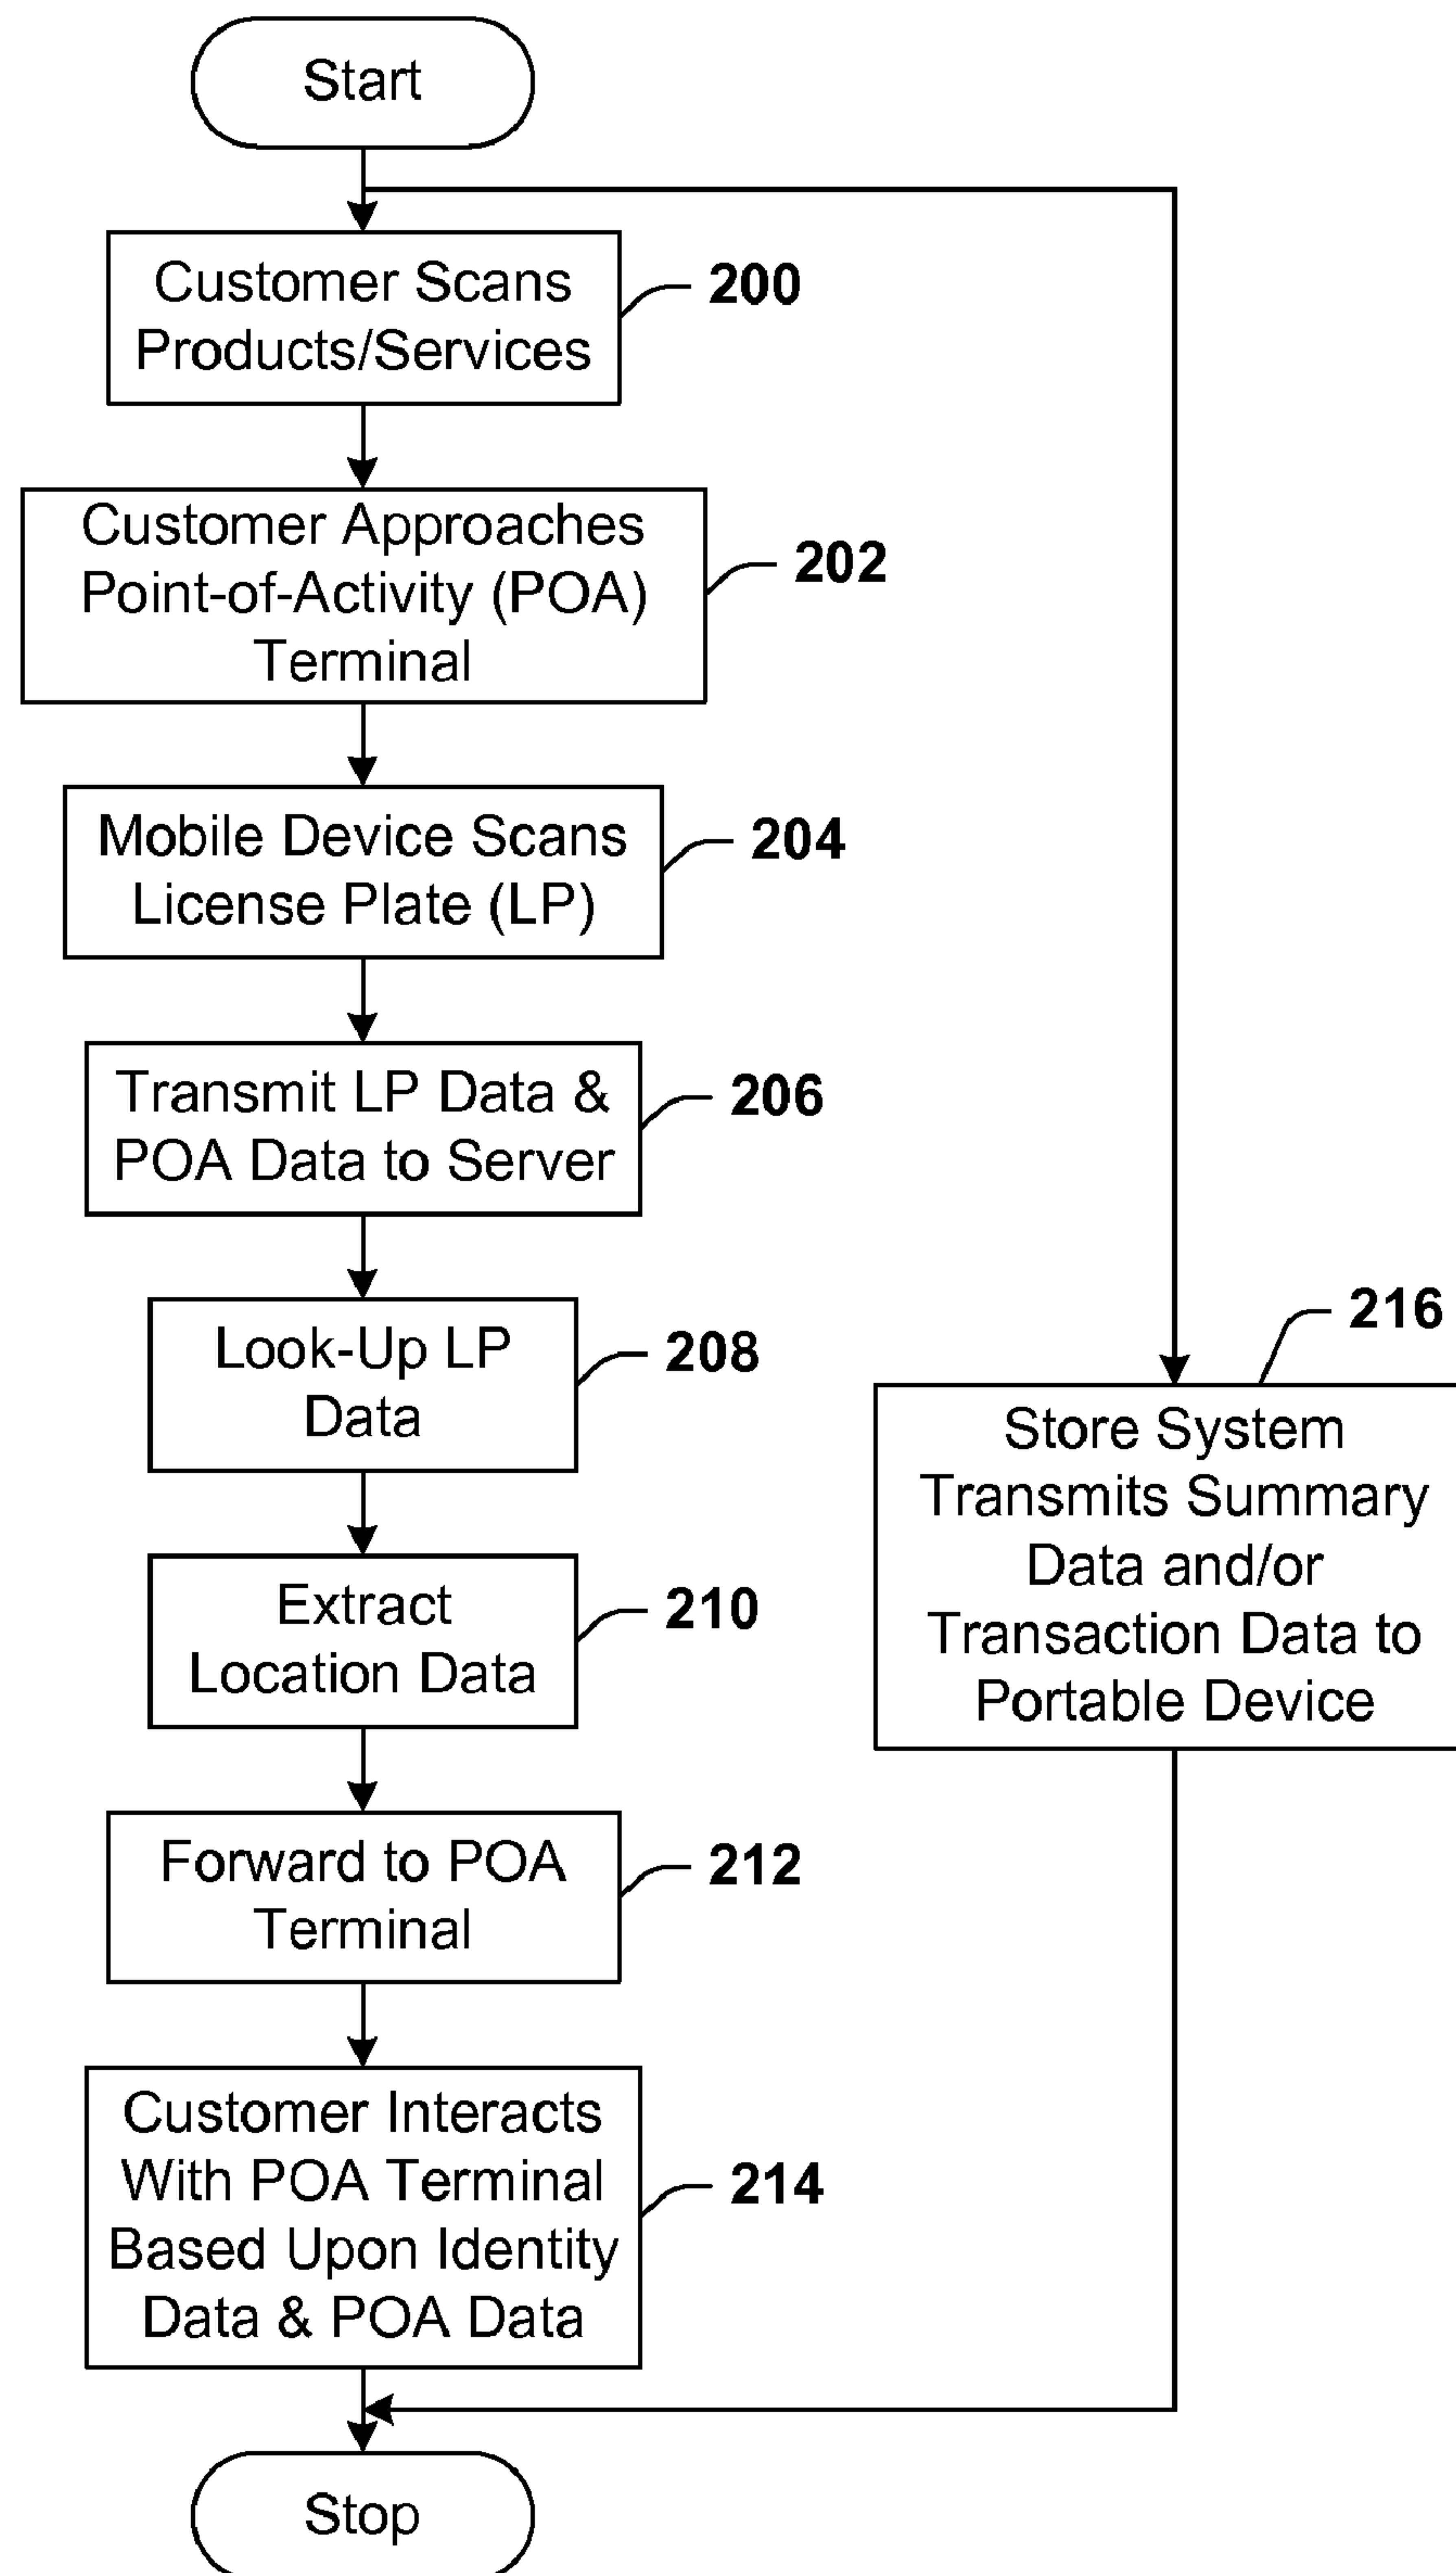 Start
Customer Scans
Products/Services
200
Customer Approaches
Point-of-Activity (POA)
Terminal
202
Mobile Device Scans
License Plate (LP)
204
Transmit LP Data &
POA Data to Server
206
Look-Up LP
Data
208
Extract
Location Data
210
Forward to POA
Terminal
212
Customer Interacts
With POA Terminal
Based Upon Identity
Data & POA Data
214
216
Store System
Transmits Summary
Data and/or
Transaction Data to
Portable Device
Stop